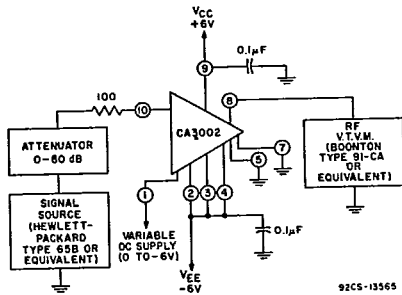 VCC
+6V
0.1µF
9
100
10
8
CA3002
7
5
ATTENUATOR
0-60 dB
1
2
3
4
RF
V.T.V.M.
(BOONTON
TYPE 91-CA
OR
EQUIVALENT)
SIGNAL
SOURCE
(HEWLETT-
PACKARD
TYPE 65B OR
EQUIVALENT)
VARIABLE
DC SUPPLY
(0 TO-6V)
0.1µF
VEE
-6V
92CS-13565